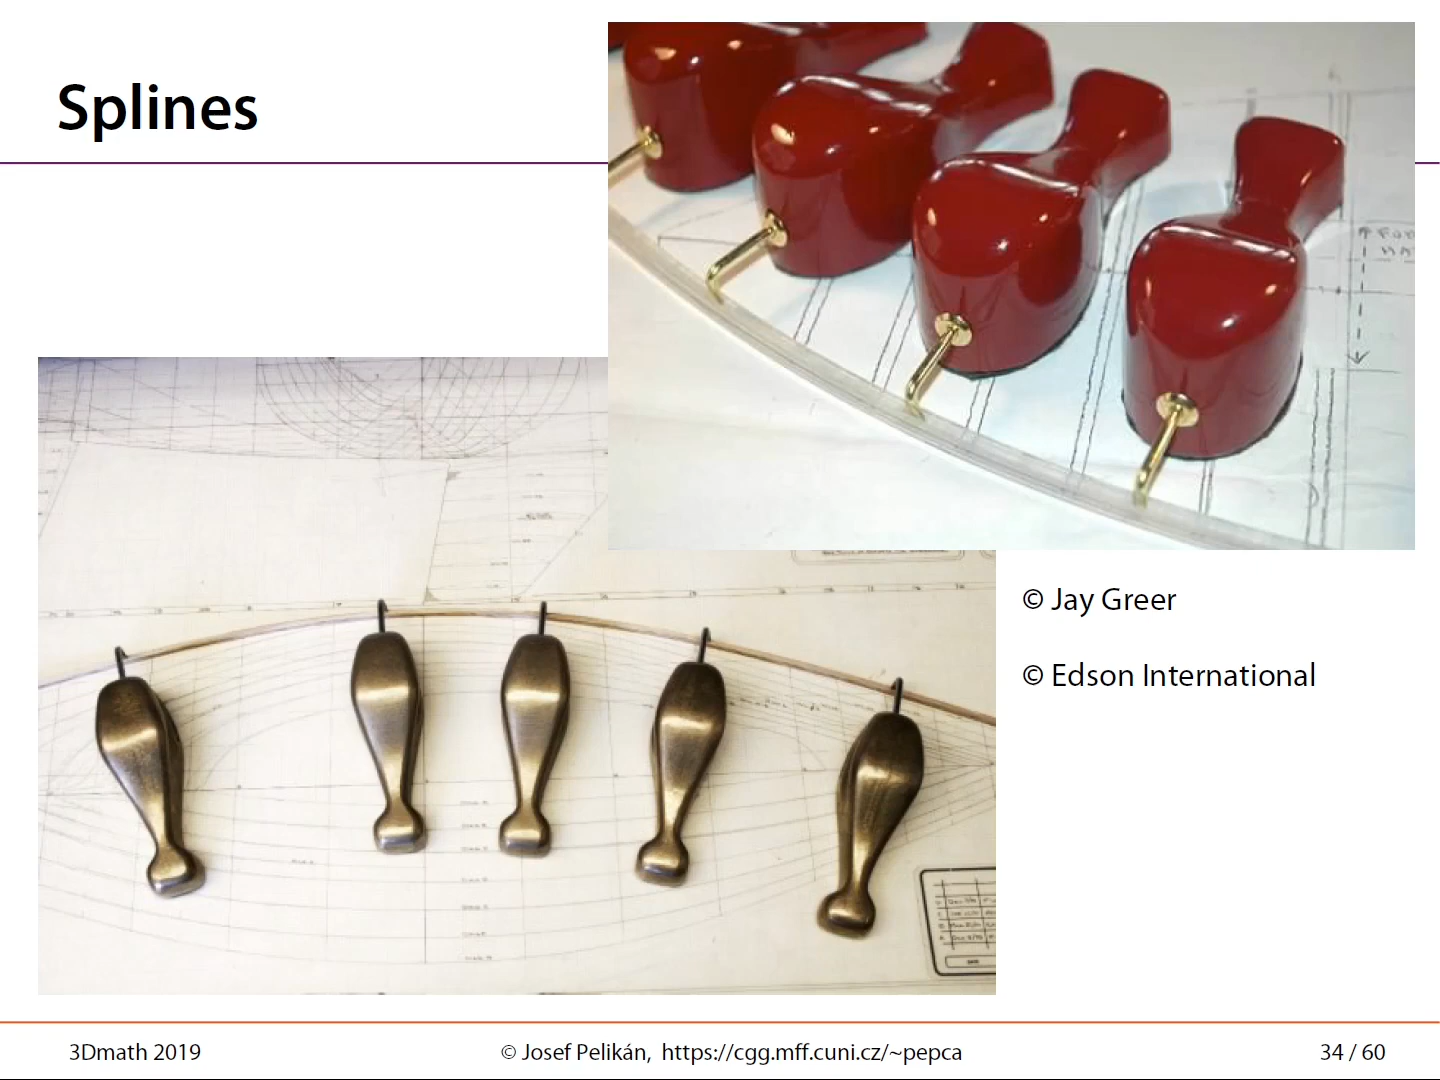 Splines
© Jay Greer
© Edson International
3Dmath 2019
© Josef Pelikán, https://cgg.mff.cuni.cz/~pepca
34 / 60